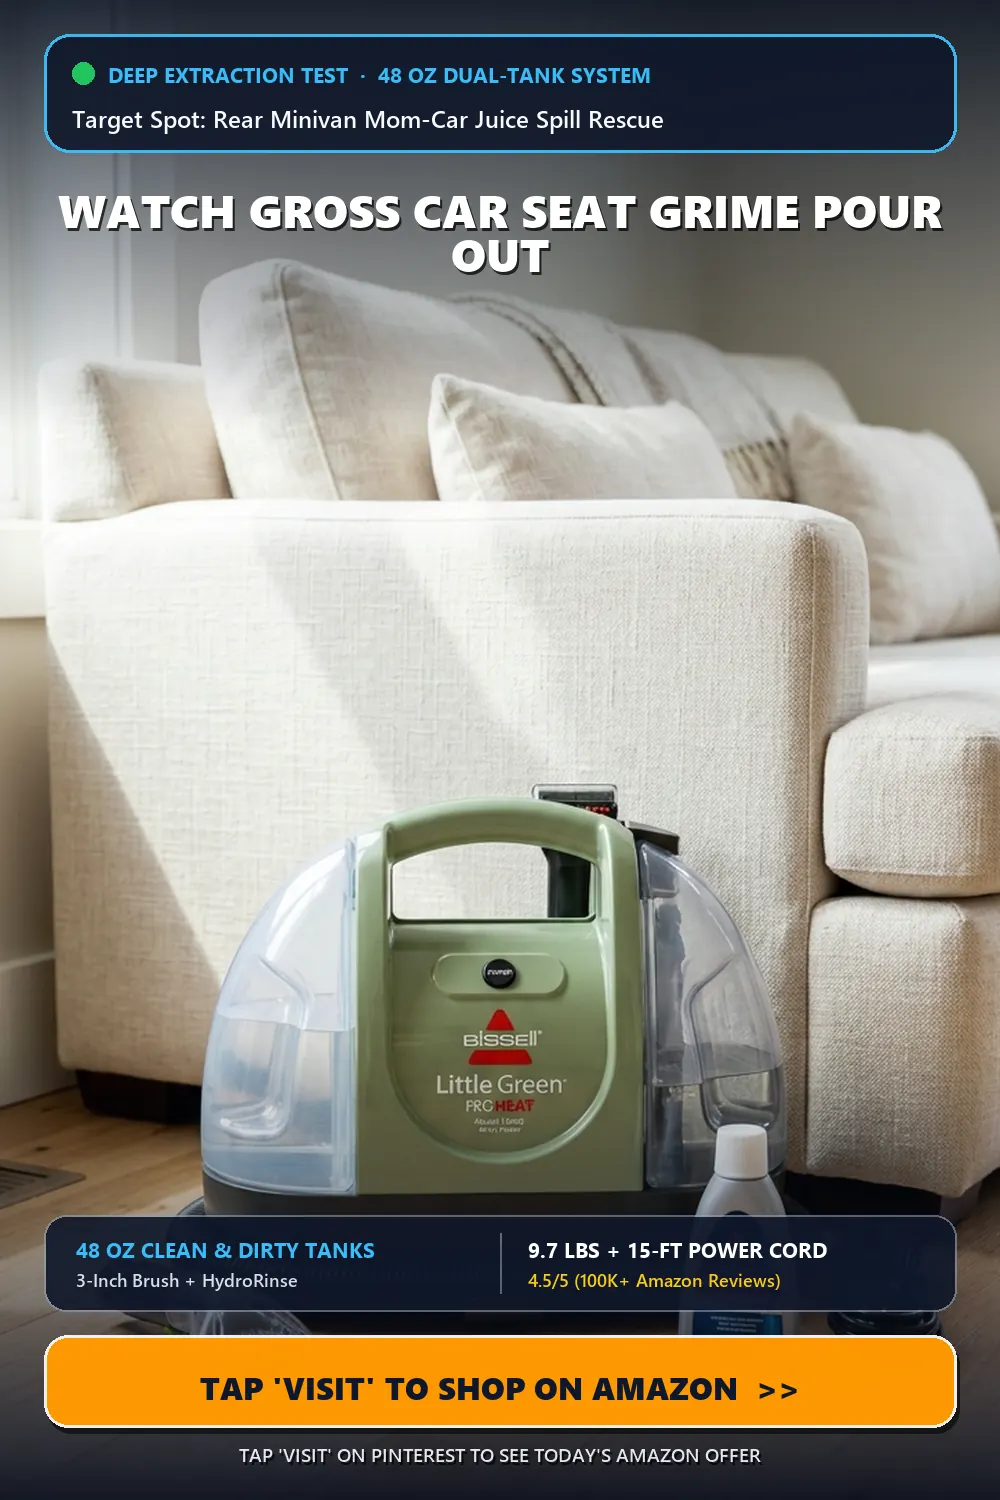 DEEP EXTRACTION TEST · 48 OZ DUAL-TANK SYSTEM
Target Spot: Rear Minivan Mom-Car Juice Spill Rescue
WATCH GROSS CAR SEAT GRIME POUR
OUT
BISSELL
Little Green
PROHEAT
48 OZ CLEAN & DIRTY TANKS
3-Inch Brush + HydroRinse
9.7 LBS + 15-FT POWER CORD
4.5/5 (100K+ Amazon Reviews)
TAP 'VISIT' TO SHOP ON AMAZON >>
TAP 'VISIT' ON PINTEREST TO SEE TODAY'S AMAZON OFFER